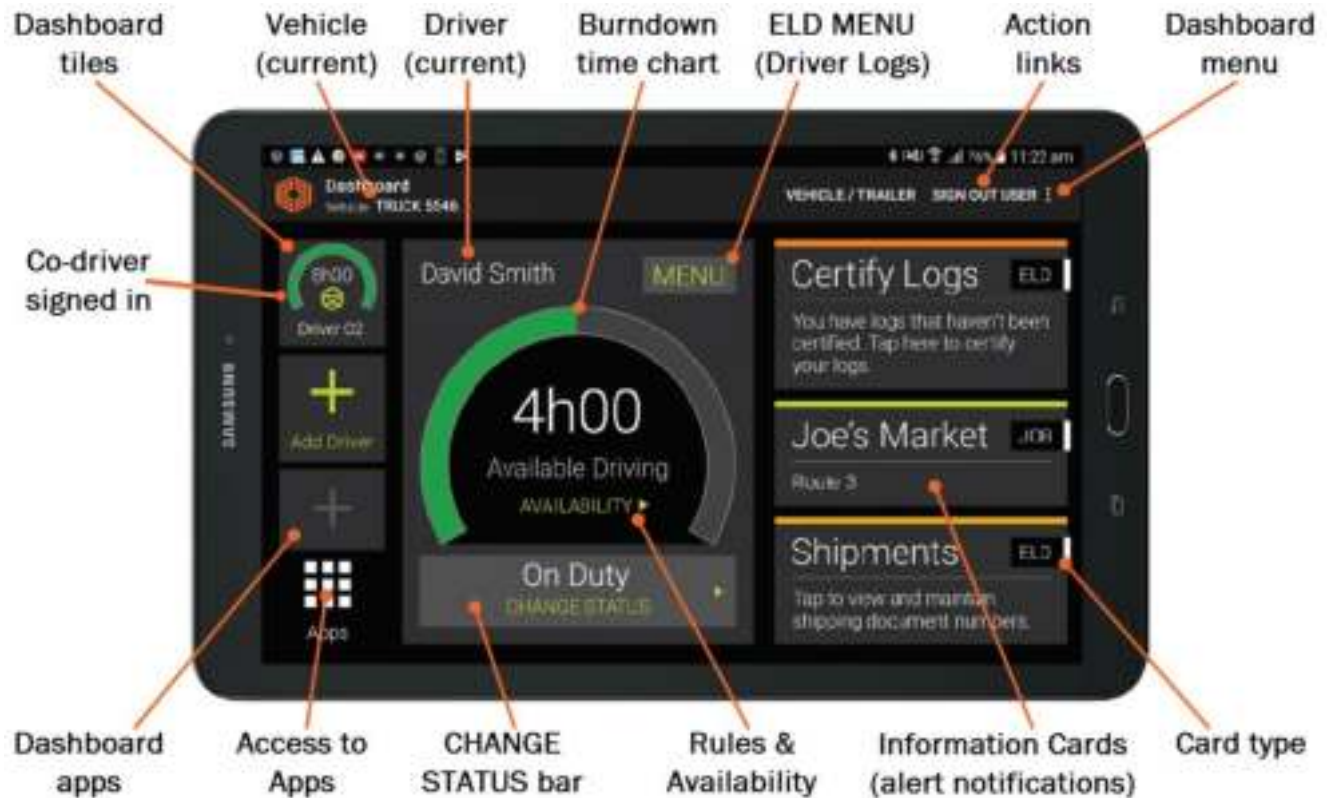 Dashboard tiles
Vehicle (current)
Driver (current)
Burndown time chart
ELD MENU (Driver Logs)
Action links
Dashboard menu
11:22 am
Dashboard
TRUCK 5546
VEHICLE / TRAILER
SIGN OUT USER
Co-driver signed in
SAMSUNG
8h00
Driver 02
Add Driver
Apps
David Smith
MENU
4h00
Available Driving
AVAILABILITY
On Duty
CHANGE STATUS
Certify Logs
ELD
You have logs that haven't been
certified. Tap here to certify
your logs.
Joe's Market
JOB
Route 3
Shipments
ELD
Tap to view and maintain
shipping document numbers.
Dashboard apps
Access to Apps
CHANGE STATUS bar
Rules & Availability
Information Cards (alert notifications)
Card type